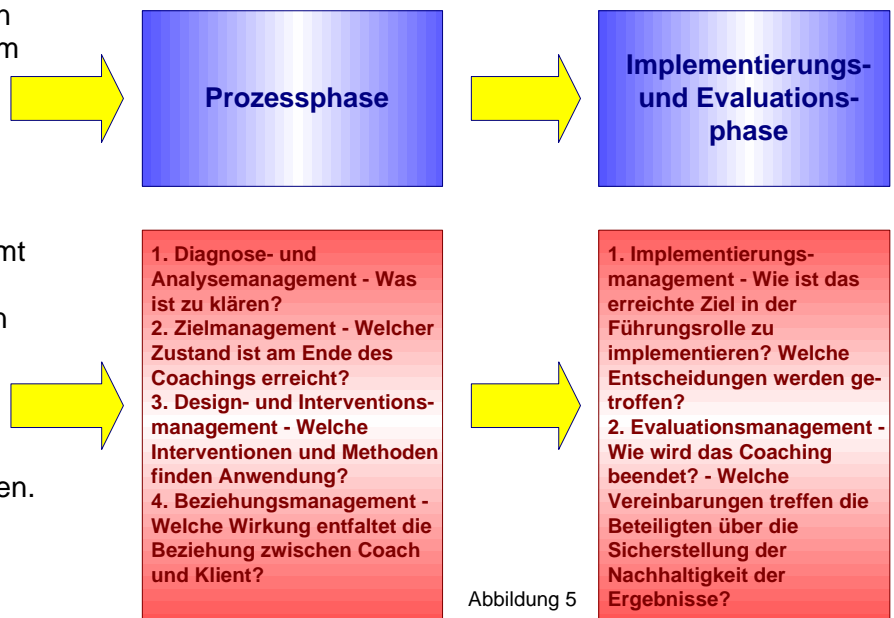 Prozessphase
Implementierungs-
und Evaluations-
phase
1. Diagnose- und
Analysemanagement - Was
ist zu klären?
2. Zielmanagement - Welcher
Zustand ist am Ende des
Coachings erreicht?
3. Design- und Interventions-
management - Welche
Interventionen und Methoden
finden Anwendung?
4. Beziehungsmanagement -
Welche Wirkung entfaltet die
Beziehung zwischen Coach
und Klient?
1. Implementierungs-
management - Wie ist das
erreichte Ziel in der
Führungsrolle zu
implementieren? Welche
Entscheidungen werden ge-
troffen?
2. Evaluationsmanagement -
Wie wird das Coaching
beendet? - Welche
Vereinbarungen treffen die
Beteiligten über die
Sicherstellung der
Nachhaltigkeit der
Ergebnisse?
Abbildung 5